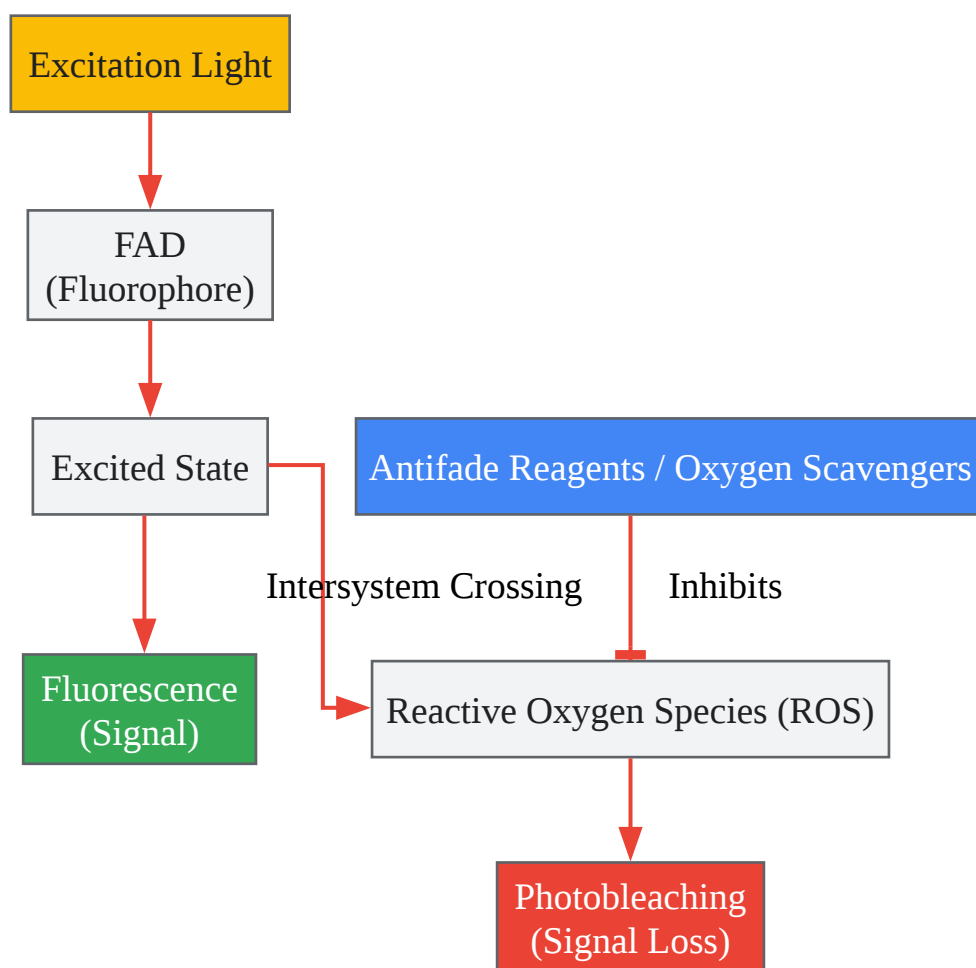 Excitation Light
FAD
(Fluorophore)
Excited State
Antifade Reagents / Oxygen Scavengers
Intersystem Crossing
Inhibits
Fluorescence
(Signal)
Reactive Oxygen Species (ROS)
Photobleaching
(Signal Loss)